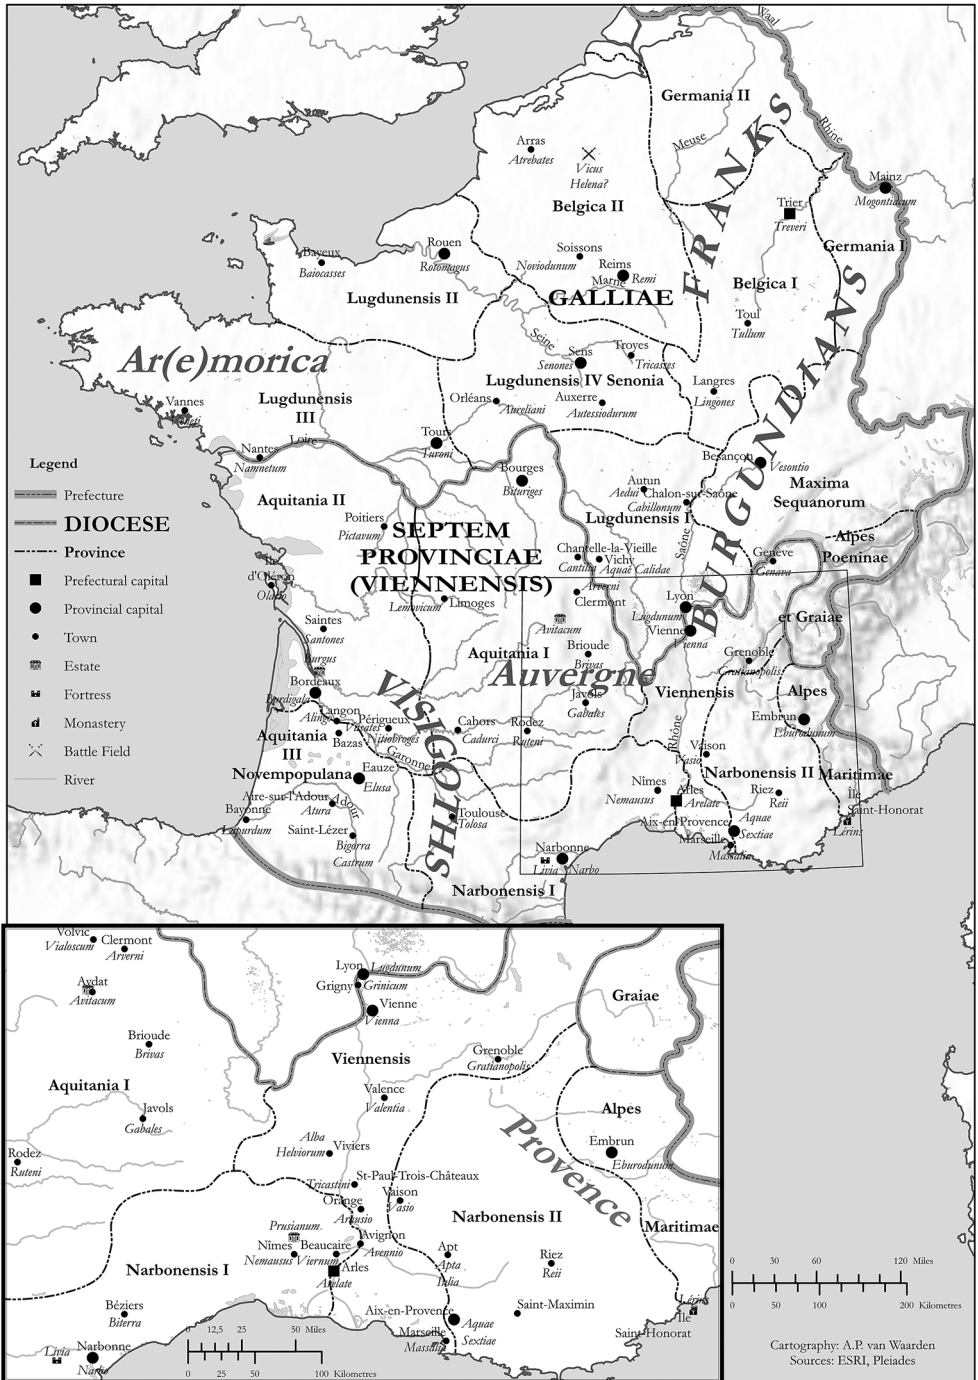 Waal
Germania II
Meuse
FRANKS
Rhine
Arras
Atrebates
Vicus
Helena?
Mainz
Mogontiacum
Belgica II
Trier
Treveri
Bayeux
Baiocasses
Rouen
Rotomagus
Soissons
Noviodunum
Reims
Marne
Remi
Germania I
Belgica I
Lugdunensis II
GALLIAE
Toul
Tullum
Ar(e)morica
Seine
Sens
Senones
Troyes
Tricasses
BURGUNDIANS
Lugdunensis IV Senonia
Langres
Lingones
Vannes
Veneti
Lugdunensis
III
Orléans
Aureliani
Auxerre
Autessiodurum
Tours
Turoni
Loire
Nantes
Namnetum
Bourges
Bituriges
Besançon
Vesontio
Legend
Prefecture
DIOCESE
Province
Prefectural capital
Provincial capital
Town
Estate
Fortress
Monastery
Battle Field
River
Aquitania II
Autun
Aedui
Chalon-sur-Saône
Cabillonum
Maxima
Sequanorum
Poitiers
Pictavum
SEPTEM
PROVINCIAE
(VIENNENSIS)
Lugdunensis I
Saône
Alpes
Poeninae
Chantelle-la-Vieille
Cantilia
Vichy
Aquae Calidae
Genève
Genava
Île
d'Oléron
Olario
Lemovicum
Limoges
Arverni
Clermont
Lyon
Lugdunum
et Graiae
Saintes
Santones
Avitacum
Vienne
Vienna
Burgus
Bordeaux
Burdigala
Aquitania I
Brioude
Brivas
Grenoble
Gratianopolis
Auvergne
VISIGOTHS
Javols
Gabales
Viennensis
Alpes
Langon
Alingo
Vasates
Bazas
Périgueux
Nitiobroges
Cahors
Cadurci
Rodez
Ruteni
Embrun
Eburodunum
Aquitania
III
Garonne
Rhône
Vaison
Vasio
Novempopulana
Eauze
Elusa
Narbonensis II
Maritimae
Aire-sur-l'Adour
Atura
Adour
Nîmes
Nemausus
Arles
Arelate
Riez
Reii
Île
Saint-Honorat
Lérins
Bayonne
Lapurdum
Saint-Lézer
Bigorra
Castrum
Toulouse
Tolosa
Aix-en-Provence
Aquae
Sextiae
Marseille
Massalia
Narbonne
Livia
Narbo
Narbonensis I
Volvic
Vialoscum
Clermont
Arverni
Lyon
Lugdunum
Grigny
Grinicum
Aydat
Avitacum
Vienne
Vienna
Graiae
Brioude
Brivas
Viennensis
Grenoble
Gratianopolis
Aquitania I
Valence
Valentia
Javols
Gabales
Alpes
Provence
Alba
Helviorum
Viviers
Embrun
Eburodunum
Rodez
Ruteni
Tricastini
St-Paul-Trois-Châteaux
Vaison
Vasio
Orange
Arausio
Narbonensis II
Maritimae
Prusianum
Nîmes
Nemausus
Beaucaire
Viernum
Avignon
Avennio
Apt
Apta
Iulia
Riez
Reii
Narbonensis I
Arles
Arelate
Béziers
Biterra
Aix-en-Provence
Aquae
Sextiae
Saint-Maximin
Lérins
Île
Saint-Honorat
Marseille
Massalia
Livia
Narbonne
Narbo
0 12,5 25 50 Miles
0 25 50 100 Kilometres
0 30 60 120 Miles
0 50 100 200 Kilometres
Cartography: A.P. van Waarden
Sources: ESRI, Pleiades